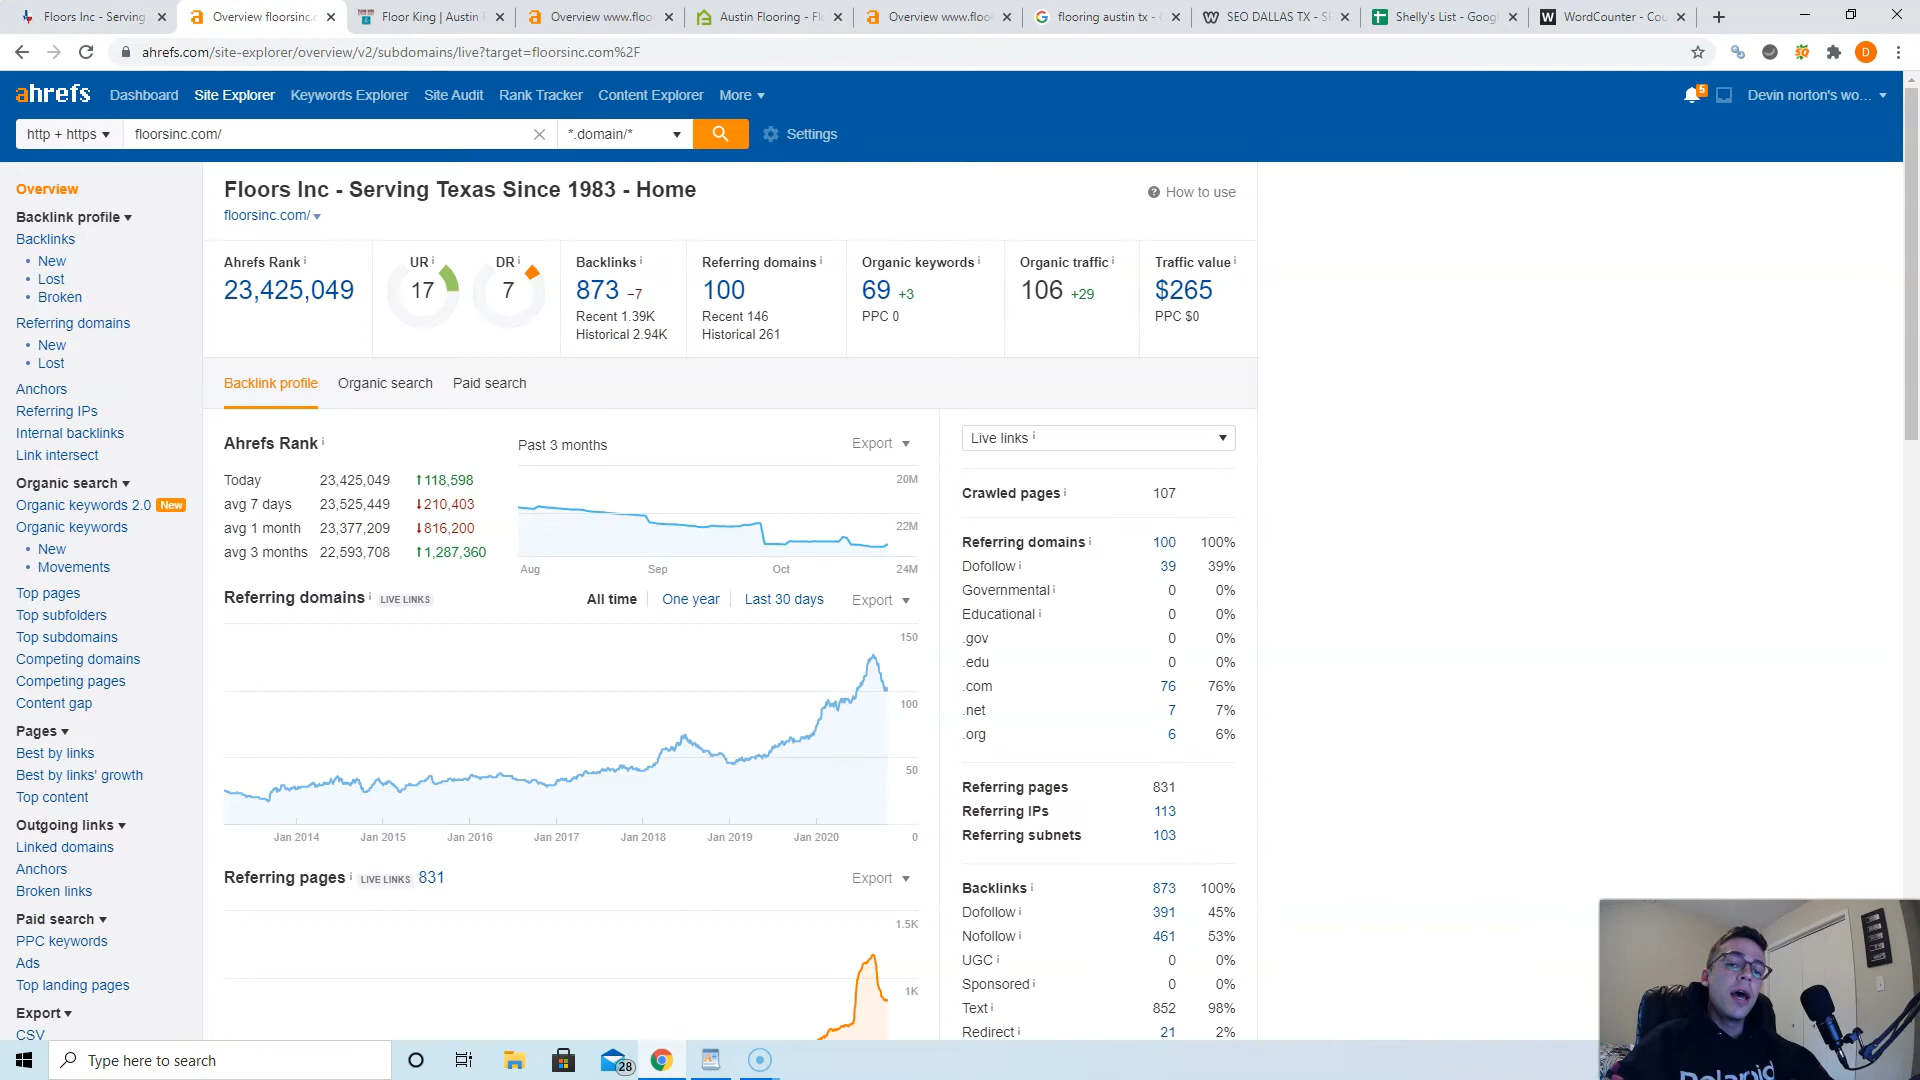 Floors Inc - Serving
Overview floorsinc.c
Floor King | Austin F
Overview www.floo
Austin Flooring - Fl
Overview www.floo
flooring austin tx -
SEO DALLAS TX - S
Shelly's List - Goog
WordCounter - Cou
ahrefs.com/site-explorer/overview/v2/subdomains/live?target=floorsinc.com%2F
D
ahrefs
Dashboard
Site Explorer
Keywords Explorer
Site Audit
Rank Tracker
Content Explorer
More
5
Devin norton's wo...
http + https
floorsinc.com/
*.domain/*
Settings
Overview
Backlink profile
Backlinks
New
Lost
Broken
Referring domains
New
Lost
Anchors
Referring IPs
Internal backlinks
Link intersect
Organic search
Organic keywords 2.0 New
Organic keywords
New
Movements
Top pages
Top subfolders
Top subdomains
Competing domains
Competing pages
Content gap
Pages
Best by links
Best by links' growth
Top content
Outgoing links
Linked domains
Anchors
Broken links
Paid search
PPC keywords
Ads
Top landing pages
Export
CSV
Floors Inc - Serving Texas Since 1983 - Home
How to use
floorsinc.com/
Ahrefs Rank
23,425,049
UR
17
DR
7
Backlinks
873 -7
Recent 1.39K
Historical 2.94K
Referring domains
100
Recent 146
Historical 261
Organic keywords
69 +3
PPC 0
Organic traffic
106 +29
Traffic value
$265
PPC $0
Backlink profile
Organic search
Paid search
Ahrefs Rank
Past 3 months
Export
Today 23,425,049 ↑118,598
avg 7 days 23,525,449 ↓210,403
avg 1 month 23,377,209 ↓816,200
avg 3 months 22,593,708 ↑1,287,360
20M
22M
24M
Aug Sep Oct
Referring domains LIVE LINKS
All time One year Last 30 days Export
150
100
50
0
Jan 2014 Jan 2015 Jan 2016 Jan 2017 Jan 2018 Jan 2019 Jan 2020
Referring pages LIVE LINKS 831
Export
1.5K
1K
Live links
Crawled pages 107
Referring domains 100 100%
Dofollow 39 39%
Governmental 0 0%
Educational 0 0%
.gov 0 0%
.edu 0 0%
.com 76 76%
.net 7 7%
.org 6 6%
Referring pages 831
Referring IPs 113
Referring subnets 103
Backlinks 873 100%
Dofollow 391 45%
Nofollow 461 53%
UGC 0 0%
Sponsored 0 0%
Text 852 98%
Redirect 21 2%
Polaroid
Type here to search
28